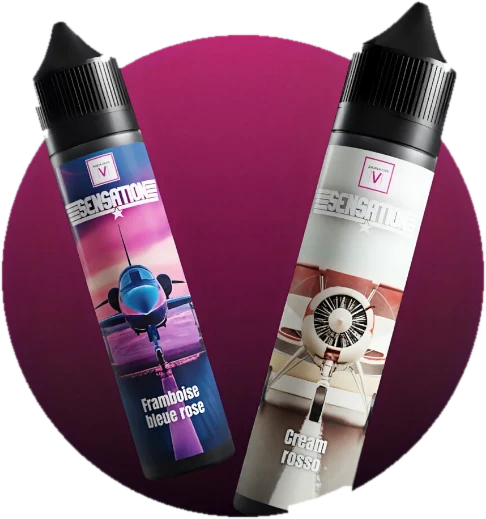 V
SENSATION
Framboise
bleue rose
V
SENSATION
Cream
rosso